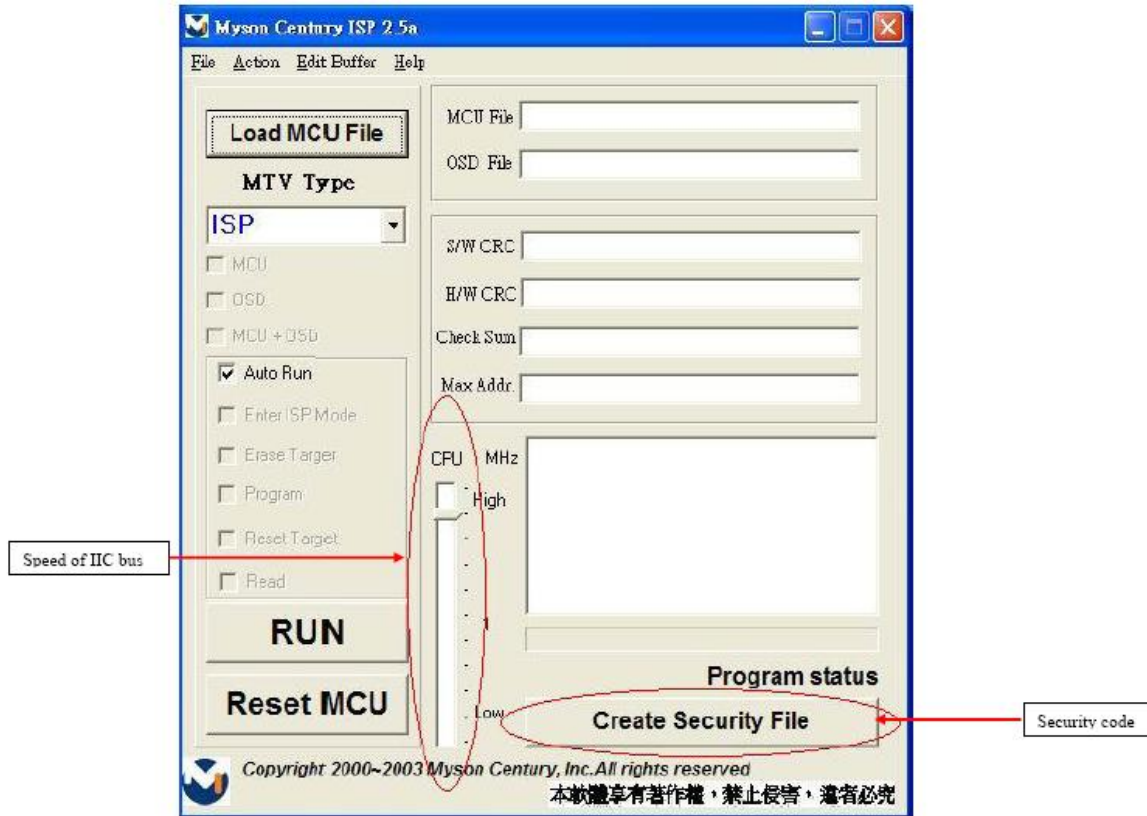 Myson Century ISP 2.5a
File Action Edit Buffer Help
Load MCU File
MTV Type
ISP
MCU
OSD
MCU + OSD
Auto Run
Enter ISP Mode
Erase Targer
Program
Reset Target
Read
RUN
Reset MCU
MCU File
OSD File
S/W CRC
H/W CRC
Check Sum
Max Addr.
CPU MHz
High
Low
Program status
Create Security File
Speed of IIC bus
Security code
Copyright 2000~2003 Myson Century, Inc.All rights reserved
本軟體享有著作權，禁止侵害，違者必究